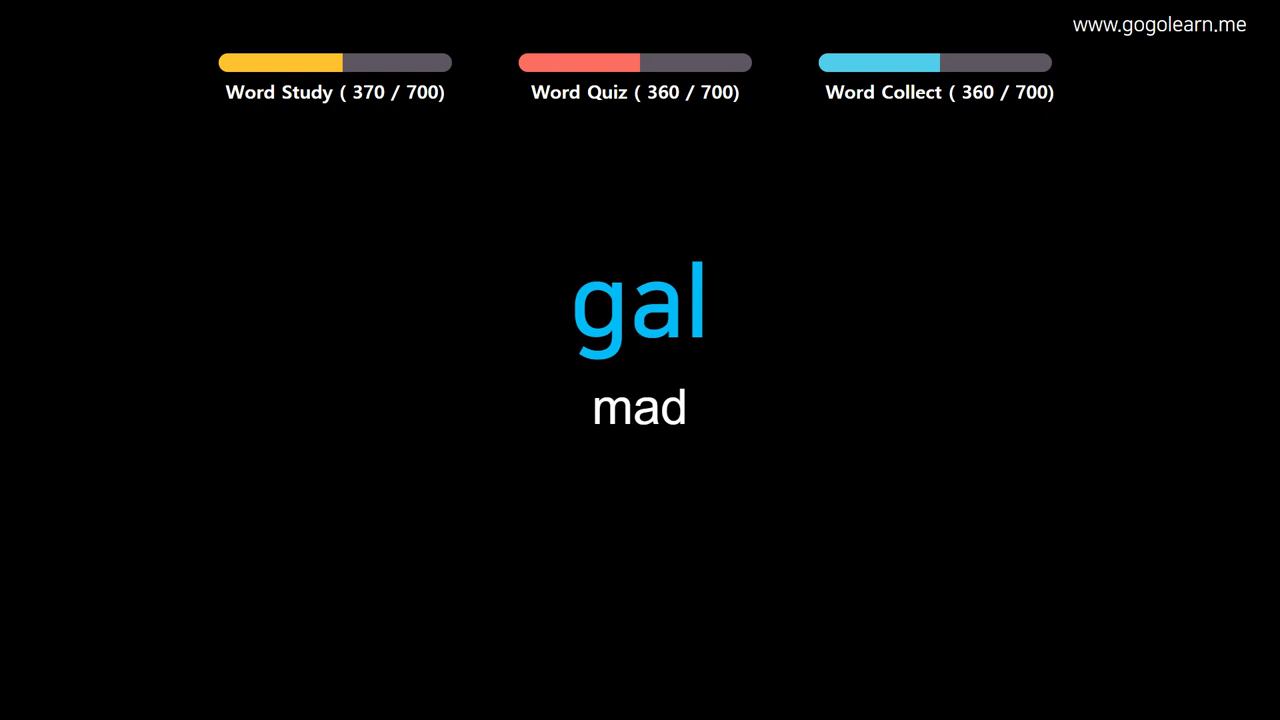 www.gogolearn.me
Word Study ( 370 / 700)
Word Quiz ( 360 / 700)
Word Collect ( 360 / 700)
gal
mad